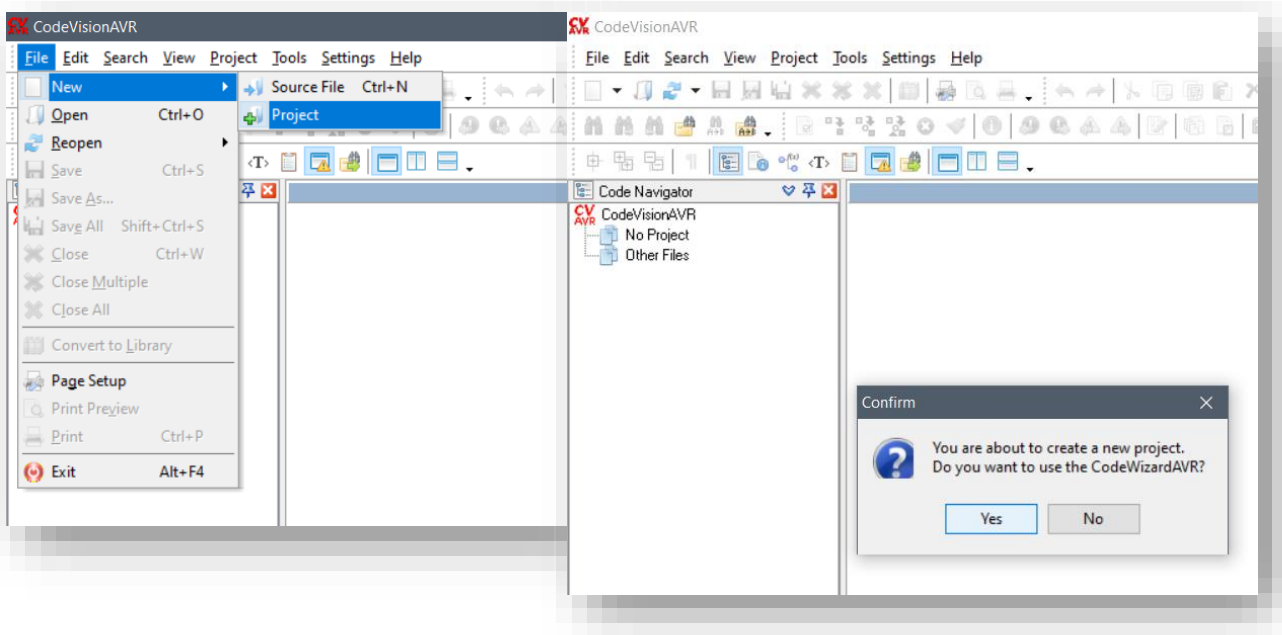 CodeVisionAVR
File Edit Search View Project Tools Settings Help
New
Source File Ctrl+N
Project
Open Ctrl+O
Reopen
Save Ctrl+S
Save As...
Save All Shift+Ctrl+S
Close Ctrl+W
Close Multiple
Close All
Convert to Library
Page Setup
Print Preview
Print Ctrl+P
Exit Alt+F4
CodeVisionAVR
File Edit Search View Project Tools Settings Help
Code Navigator
CodeVisionAVR
No Project
Other Files
Confirm
You are about to create a new project.
Do you want to use the CodeWizardAVR?
Yes No